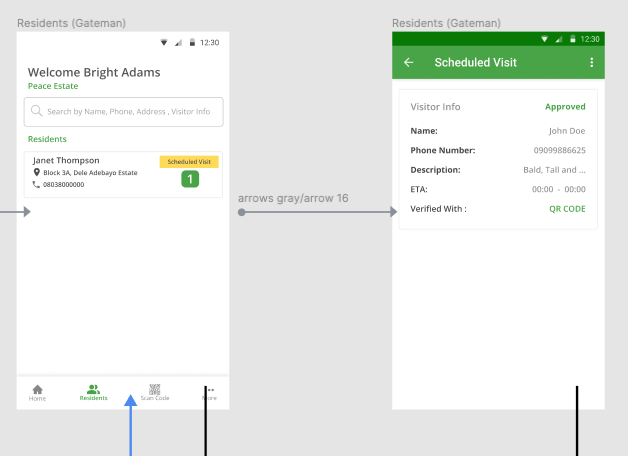 Residents (Gateman)
12:30
Welcome Bright Adams
Peace Estate
Search by Name, Phone, Address , Visitor Info
Residents
Janet Thompson
Scheduled Visit
Block 3A, Dele Adebayo Estate
1
08038000000
Home
Residents
Scan Code
More
arrows gray/arrow 16
Residents (Gateman)
12:30
Scheduled Visit
Visitor Info
Approved
Name:
John Doe
Phone Number:
09099886625
Description:
Bald, Tall and ...
ETA:
00:00 - 00:00
Verified With :
QR CODE